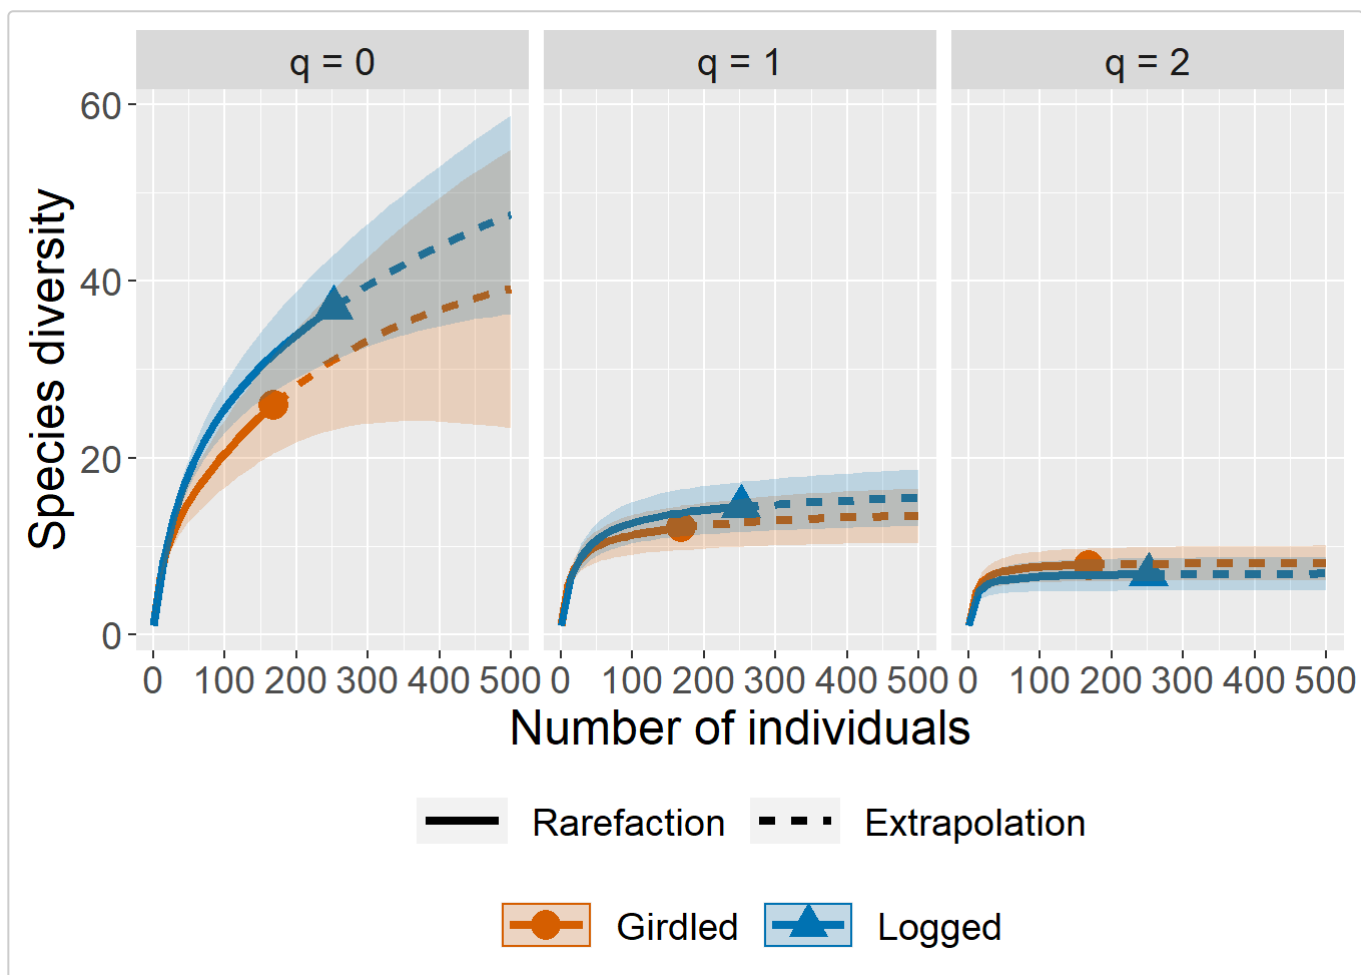 q = 0 q = 1 q = 2
60
40
20
0
Species diversity
0 100 200 300 400 500 0 100 200 300 400 500 0 100 200 300 400 500
Number of individuals
Rarefaction Extrapolation
Girdled Logged